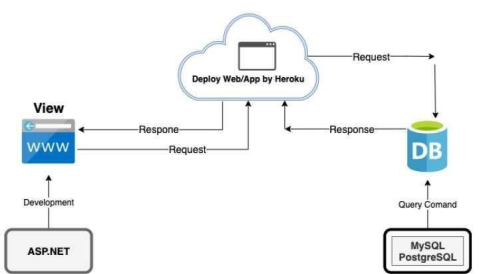 Deploy Web/App by Heroku
Request
View
WWW
Respone
Request
Response
DB
Development
Query Comand
ASP.NET
MySQL
PostgreSQL